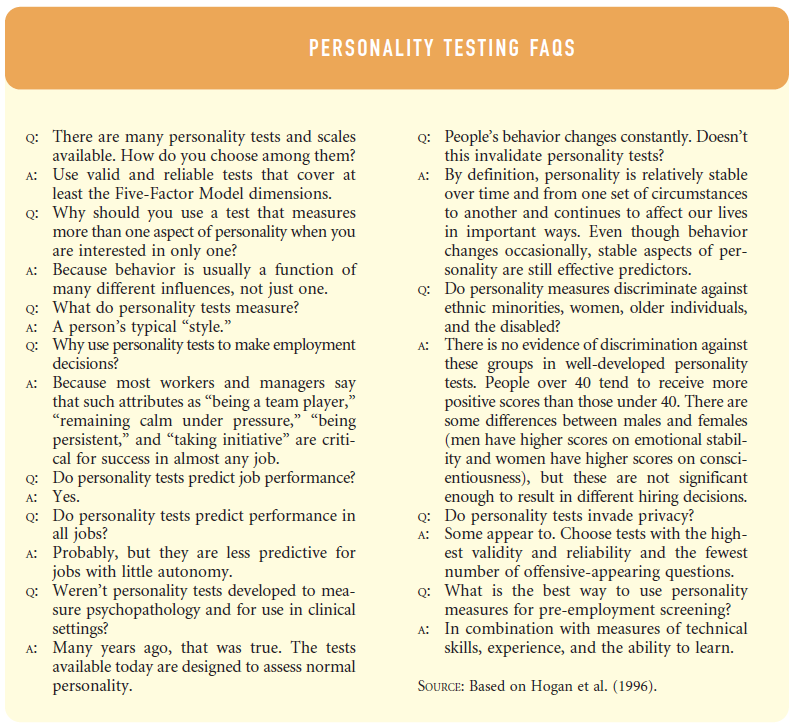 PERSONALITY TESTING FAQS
Q: There are many personality tests and scales
available. How do you choose among them?
A: Use valid and reliable tests that cover at
least the Five-Factor Model dimensions.
Q: Why should you use a test that measures
more than one aspect of personality when you
are interested in only one?
A: Because behavior is usually a function of
many different influences, not just one.
Q: What do personality tests measure?
A: A person's typical “style.”
Q: Why use personality tests to make employment
decisions?
A: Because most workers and managers say
that such attributes as “being a team player,”
“remaining calm under pressure,” “being
persistent,” and “taking initiative” are criti-
cal for success in almost any job.
Q: Do personality tests predict job performance?
A: Yes.
Q: Do personality tests predict performance in
all jobs?
A: Probably, but they are less predictive for
jobs with little autonomy.
Q: Weren't personality tests developed to mea-
sure psychopathology and for use in clinical
settings?
A: Many years ago, that was true. The tests
available today are designed to assess normal
personality.
Q: People's behavior changes constantly. Doesn't
this invalidate personality tests?
A: By definition, personality is relatively stable
over time and from one set of circumstances
to another and continues to affect our lives
in important ways. Even though behavior
changes occasionally, stable aspects of per-
sonality are still effective predictors.
Q: Do personality measures discriminate against
ethnic minorities, women, older individuals,
and the disabled?
A: There is no evidence of discrimination against
these groups in well-developed personality
tests. People over 40 tend to receive more
positive scores than those under 40. There are
some differences between males and females
(men have higher scores on emotional stabil-
ity and women have higher scores on consci-
entiousness), but these are not significant
enough to result in different hiring decisions.
Q: Do personality tests invade privacy?
A: Some appear to. Choose tests with the high-
est validity and reliability and the fewest
number of offensive-appearing questions.
Q: What is the best way to use personality
measures for pre-employment screening?
A: In combination with measures of technical
skills, experience, and the ability to learn.
SOURCE: Based on Hogan et al. (1996).